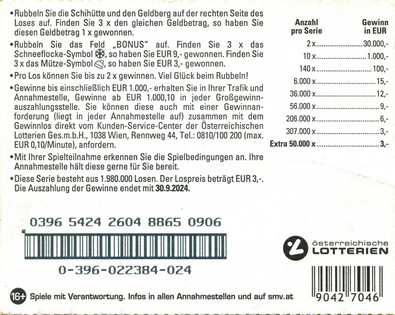 • Rubbeln Sie die Schihütte und den Geldberg auf der rechten Seite des
Loses auf. Finden Sie 3 x den gleichen Geldbetrag, so haben Sie
diesen Geldbetrag 1 x gewonnen.
• Rubbeln Sie das Feld „BONUS" auf. Finden Sie 3 x das
Schneeflocke-Symbol , so haben Sie EUR 9,- gewonnen. Finden Sie
3 x das Mütze-Symbol , so haben Sie EUR 3,- gewonnen.
• Pro Los können Sie bis zu 2 x gewinnen. Viel Glück beim Rubbeln!
• Gewinne bis einschließlich EUR 1.000,- erhalten Sie in Ihrer Trafik und
Annahmestelle, Gewinne ab EUR 1.000,10 in jeder Großgewinn-
auszahlungsstelle. Sie können diese auch mit einer Gewinnan-
forderung (liegt in jeder Annahmestelle auf) zusammen mit dem
Gewinnlos direkt vom Kunden-Service-Center der Österreichischen
Lotterien Ges.m.b.H., 1038 Wien, Rennweg 44, Tel.: 0810/100 200 (max.
EUR 0,10/Minute), anfordern.
• Mit Ihrer Spielteilnahme erkennen Sie die Spielbedingungen an. Ihre
Annahmestelle hält diese gerne für Sie bereit.
• Diese Serie besteht aus 1.980.000 Losen. Der Lospreis beträgt EUR 3,-.
Die Auszahlung der Gewinne endet mit 30.9.2024.
Anzahl Gewinn
pro Serie in EUR
2 x 30.000,-
10 x 1.000,-
140 x 100,-
6.000 x 15,-
36.000 x 12,-
56.000 x 9,-
206.000 x 6,-
307.000 x 3,-
Extra 50.000 x 3,-
0396 5424 2604 8865 0906
0-396-022384-024
österreichische
LOTTERIEN
9042 7046
16+ Spiele mit Verantwortung. Infos in allen Annahmestellen und auf smv.at